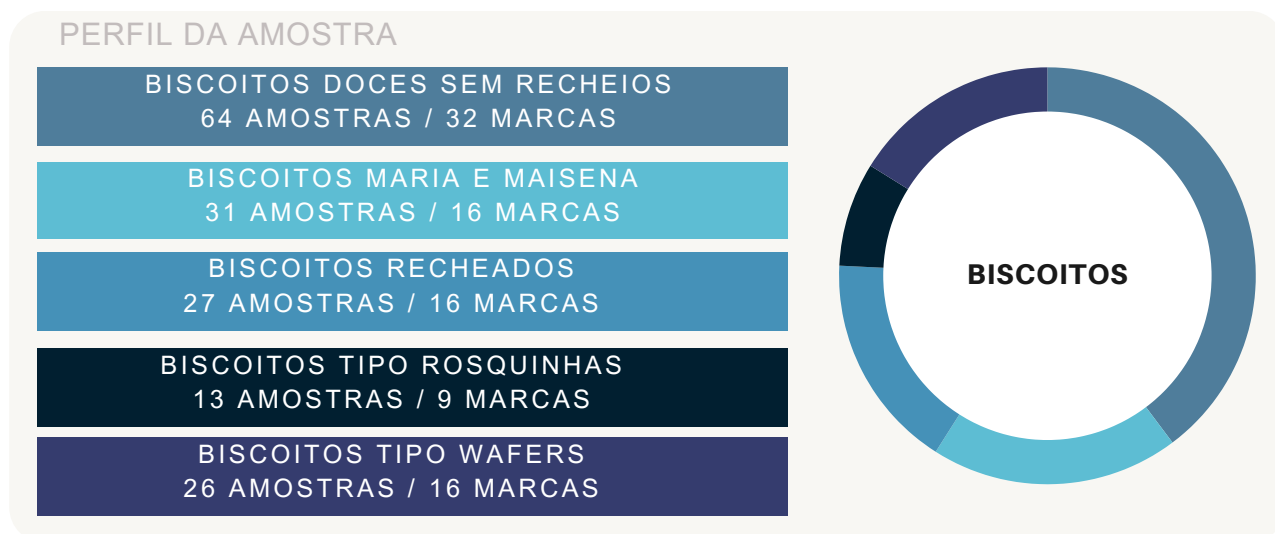 PERFIL DA AMOSTRA
BISCOITOS DOCES SEM RECHEIOS
64 AMOSTRAS / 32 MARCAS
BISCOITOS MARIA E MAISENA
31 AMOSTRAS / 16 MARCAS
BISCOITOS RECHEADOS
27 AMOSTRAS / 16 MARCAS
BISCOITOS TIPO ROSQUINHAS
13 AMOSTRAS / 9 MARCAS
BISCOITOS TIPO WAFERS
26 AMOSTRAS / 16 MARCAS
BISCOITOS